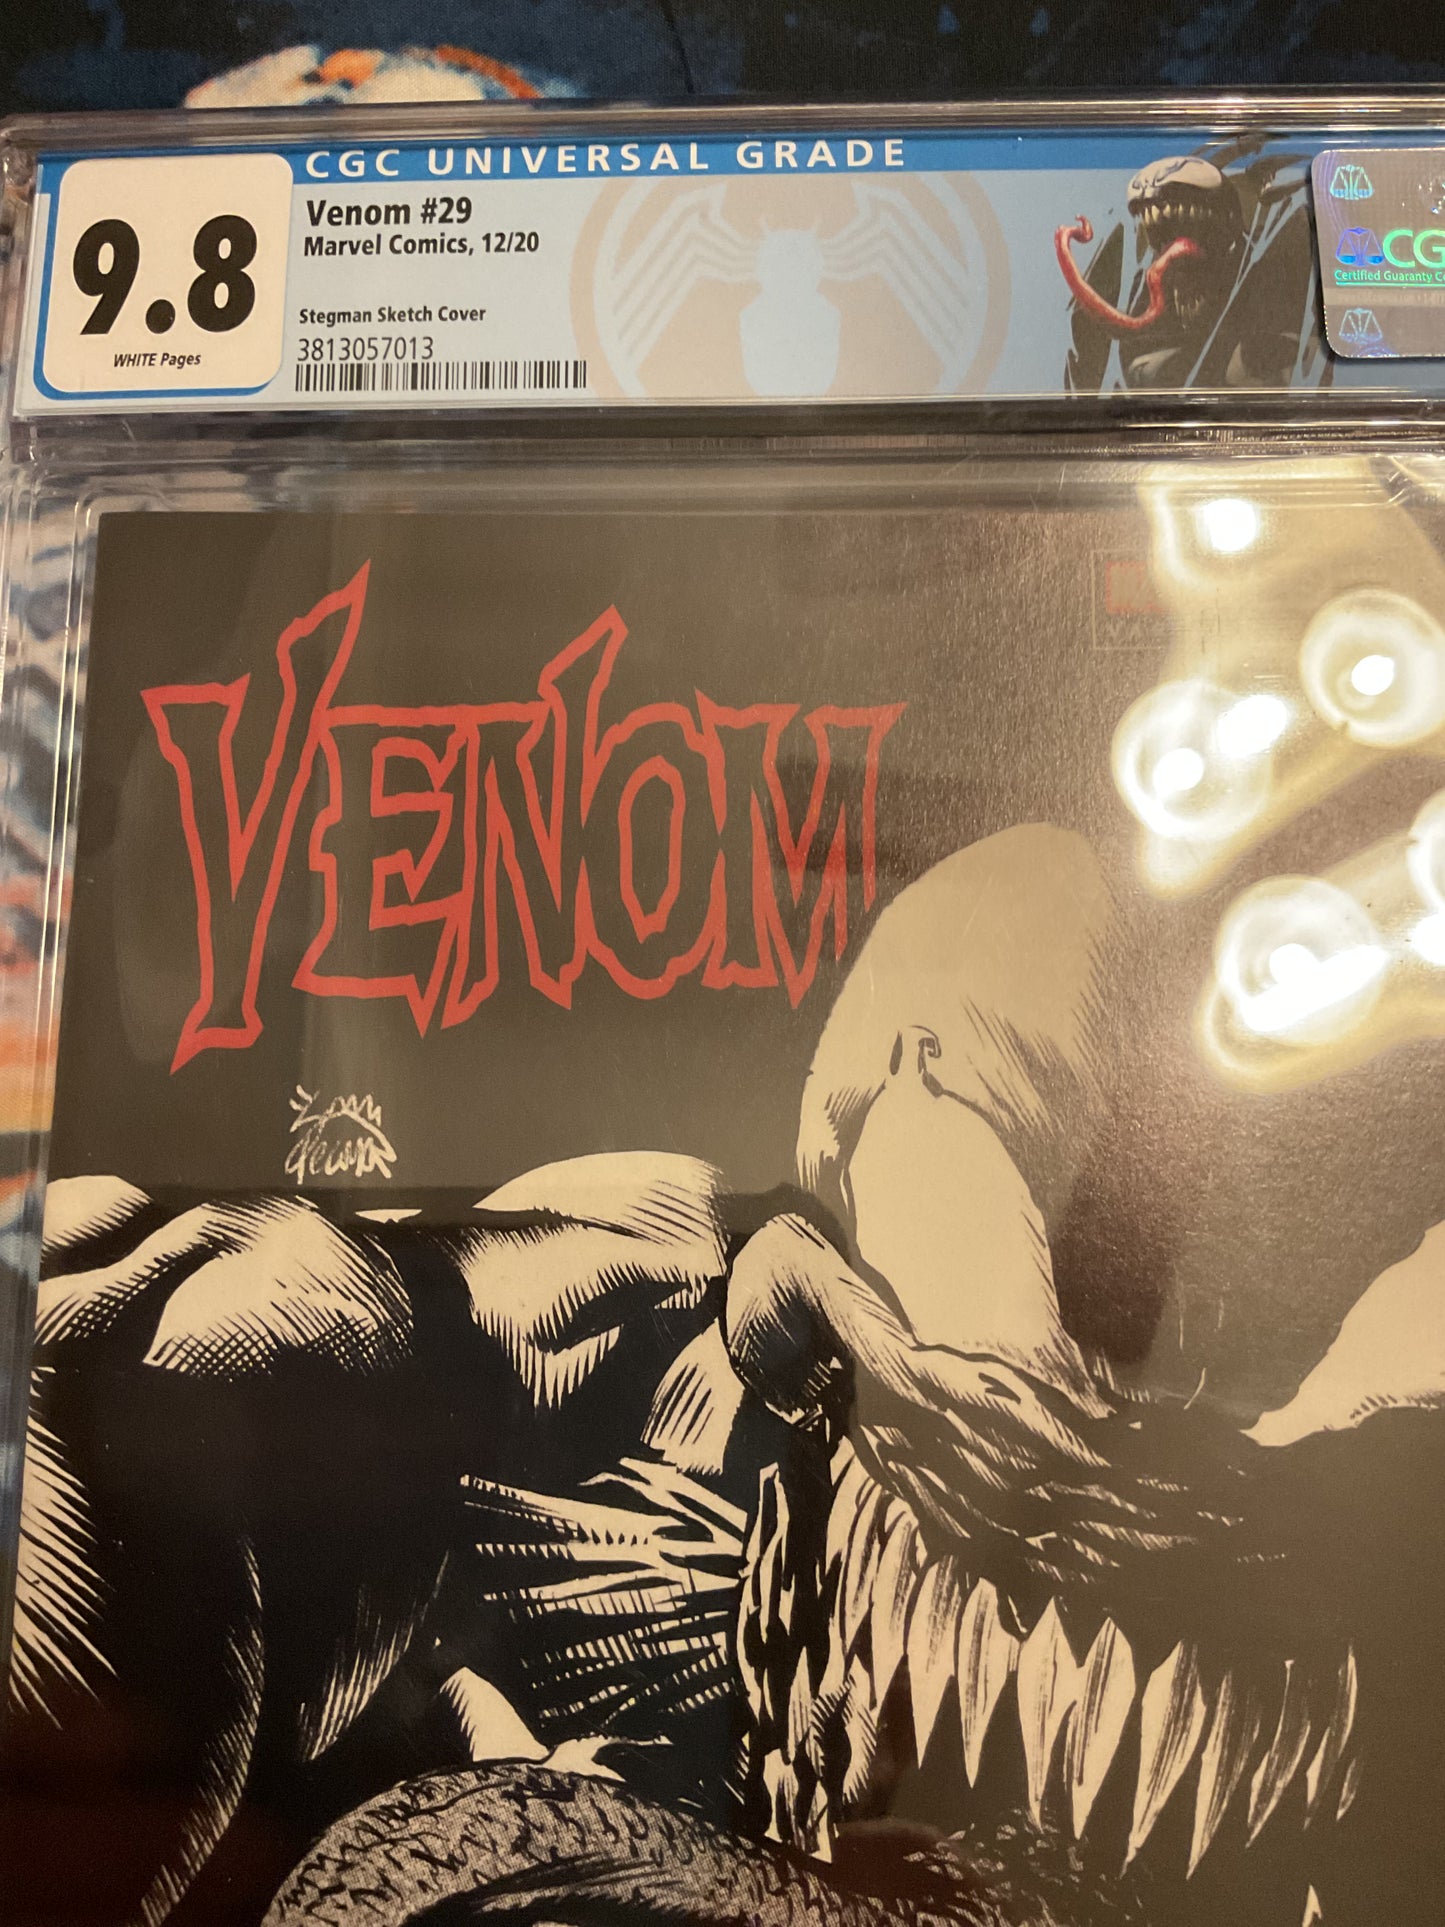 CGC UNIVERSAL GRADE
9.8
WHITE Pages
Venom #29
Marvel Comics, 12/20
Stegman Sketch Cover
3813057013
CG
Certified Guaranty
VENOM